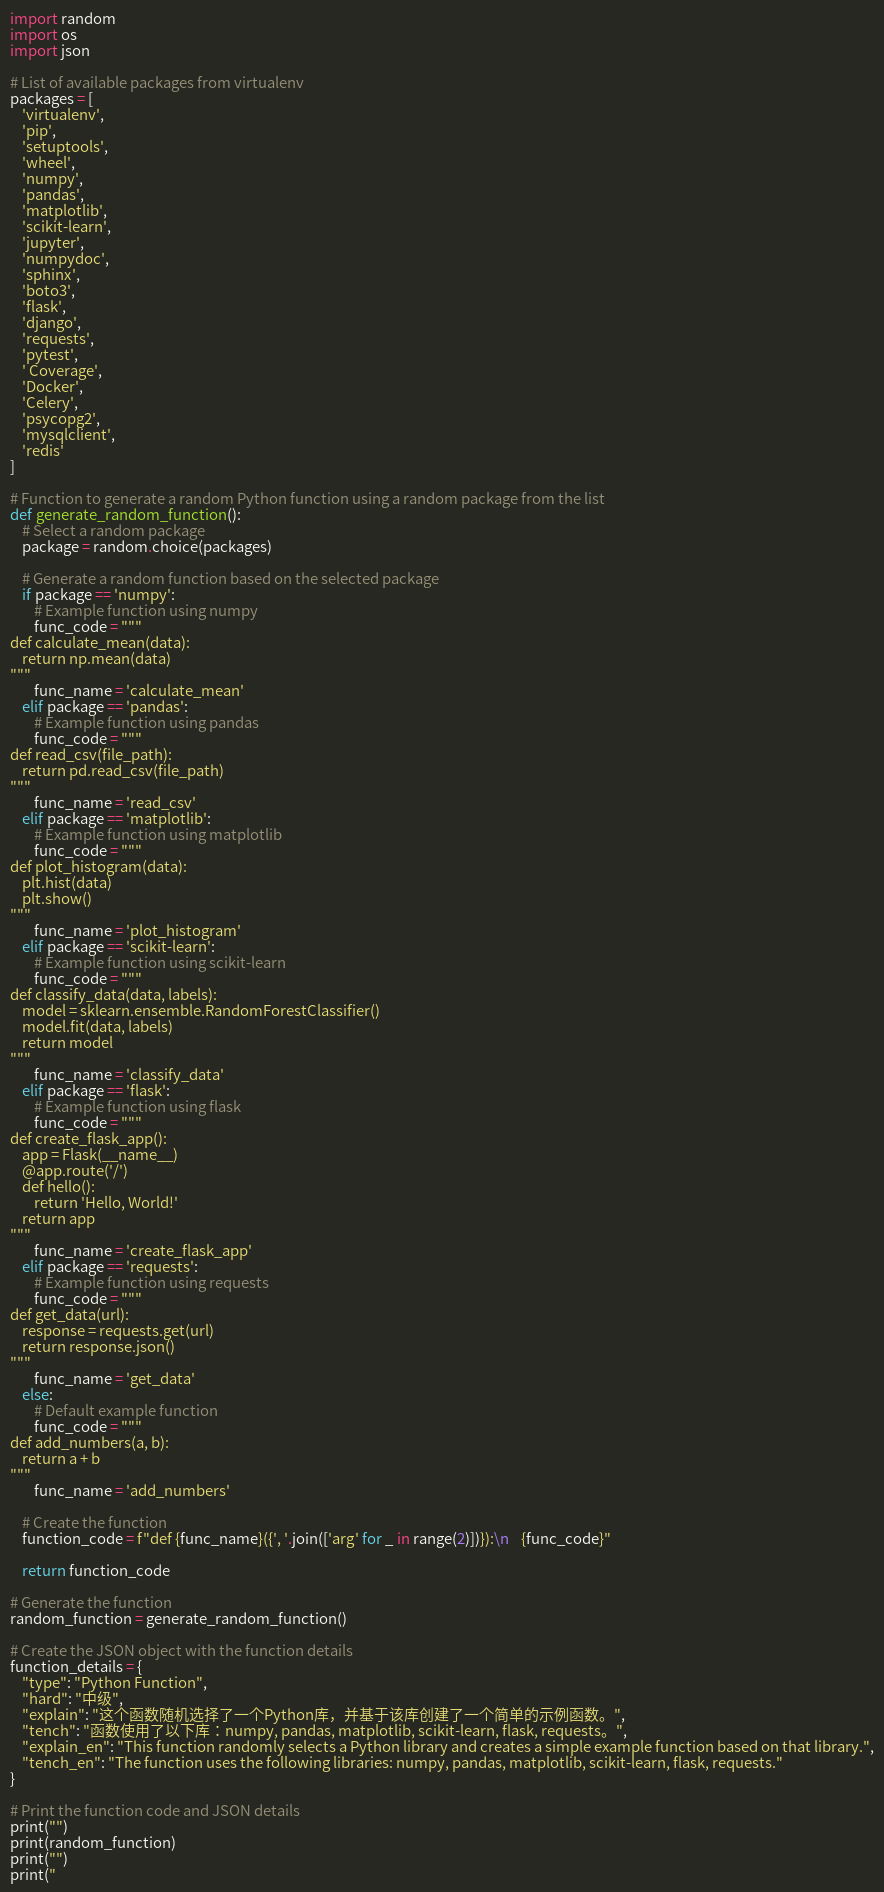 import random
import os
import json

# List of available packages from virtualenv
packages = [
    'virtualenv',
    'pip',
    'setuptools',
    'wheel',
    'numpy',
    'pandas',
    'matplotlib',
    'scikit-learn',
    'jupyter',
    'numpydoc',
    'sphinx',
    'boto3',
    'flask',
    'django',
    'requests',
    'pytest',
    ' Coverage',
    'Docker',
    'Celery',
    'psycopg2',
    'mysqlclient',
    'redis'
]

# Function to generate a random Python function using a random package from the list
def generate_random_function():
    # Select a random package
    package = random.choice(packages)

    # Generate a random function based on the selected package
    if package == 'numpy':
        # Example function using numpy
        func_code = """
def calculate_mean(data):
    return np.mean(data)
"""
        func_name = 'calculate_mean'
    elif package == 'pandas':
        # Example function using pandas
        func_code = """
def read_csv(file_path):
    return pd.read_csv(file_path)
"""
        func_name = 'read_csv'
    elif package == 'matplotlib':
        # Example function using matplotlib
        func_code = """
def plot_histogram(data):
    plt.hist(data)
    plt.show()
"""
        func_name = 'plot_histogram'
    elif package == 'scikit-learn':
        # Example function using scikit-learn
        func_code = """
def classify_data(data, labels):
    model = sklearn.ensemble.RandomForestClassifier()
    model.fit(data, labels)
    return model
"""
        func_name = 'classify_data'
    elif package == 'flask':
        # Example function using flask
        func_code = """
def create_flask_app():
    app = Flask(__name__)
    @app.route('/')
    def hello():
        return 'Hello, World!'
    return app
"""
        func_name = 'create_flask_app'
    elif package == 'requests':
        # Example function using requests
        func_code = """
def get_data(url):
    response = requests.get(url)
    return response.json()
"""
        func_name = 'get_data'
    else:
        # Default example function
        func_code = """
def add_numbers(a, b):
    return a + b
"""
        func_name = 'add_numbers'

    # Create the function
    function_code = f"def {func_name}({', '.join(['arg' for _ in range(2)])}):\n    {func_code}"

    return function_code

# Generate the function
random_function = generate_random_function()

# Create the JSON object with the function details
function_details = {
    "type": "Python Function",
    "hard": "中级",
    "explain": "这个函数随机选择了一个Python库，并基于该库创建了一个简单的示例函数。",
    "tench": "函数使用了以下库：numpy, pandas, matplotlib, scikit-learn, flask, requests。",
    "explain_en": "This function randomly selects a Python library and creates a simple example function based on that library.",
    "tench_en": "The function uses the following libraries: numpy, pandas, matplotlib, scikit-learn, flask, requests."
}

# Print the function code and JSON details
print("")
print(random_function)
print("")
print("